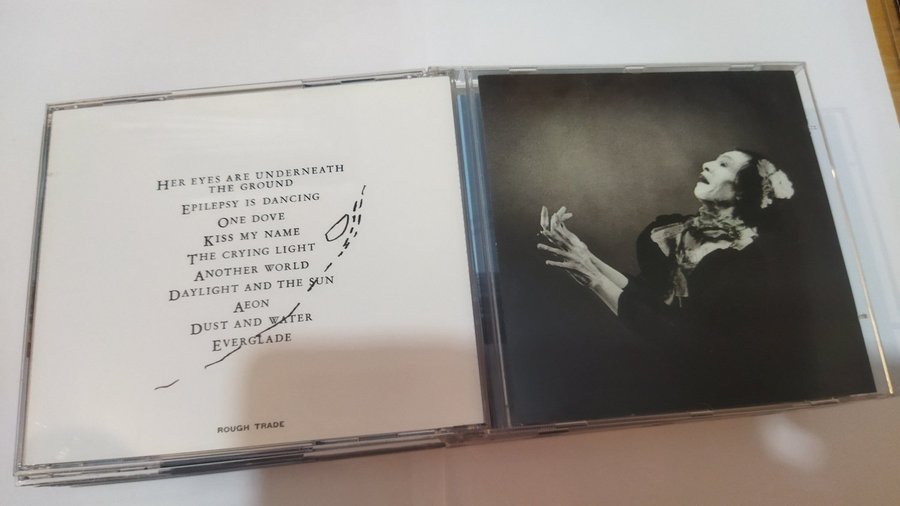 HER EYES ARE UNDERNEATH
THE GROUND
EPILEPSY IS DANCING
ONE DOVE
KISS MY NAME
THE CRYING LIGHT
ANOTHER WORLD
DAYLIGHT AND THE SUN
AEON
DUST AND WATER
EVERGLADE
ROUGH TRADE